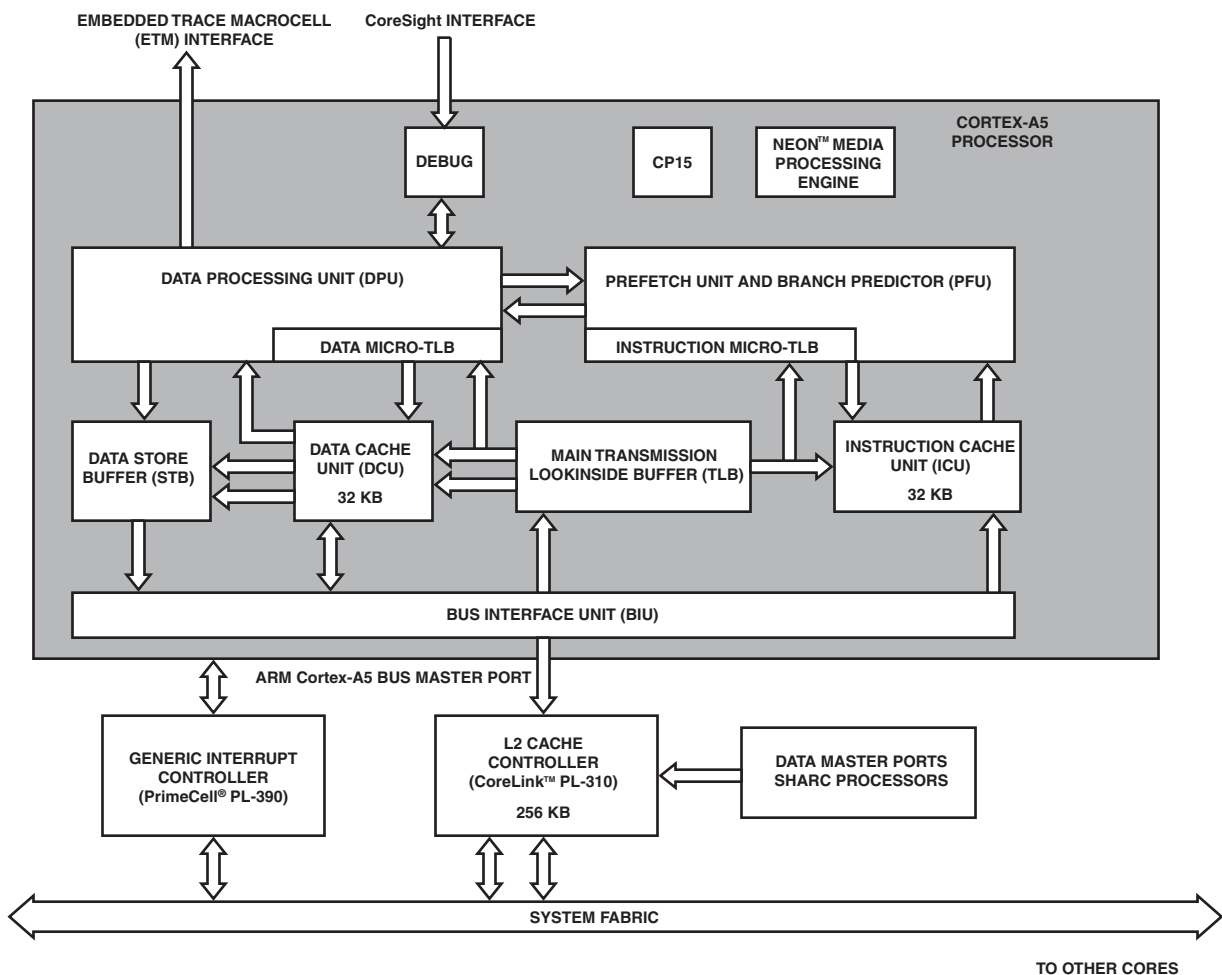 EMBEDDED TRACE MACROCELL
(ETM) INTERFACE
CoreSight INTERFACE
CORTEX-A5
PROCESSOR
DEBUG
CP15
NEON™ MEDIA
PROCESSING
ENGINE
DATA PROCESSING UNIT (DPU)
PREFETCH UNIT AND BRANCH PREDICTOR (PFU)
DATA MICRO-TLB
INSTRUCTION MICRO-TLB
DATA STORE
BUFFER (STB)
DATA CACHE
UNIT (DCU)
32 KB
MAIN TRANSMISSION
LOOKINSIDE BUFFER (TLB)
INSTRUCTION CACHE
UNIT (ICU)
32 KB
BUS INTERFACE UNIT (BIU)
ARM Cortex-A5 BUS MASTER PORT
GENERIC INTERRUPT
CONTROLLER
(PrimeCell® PL-390)
L2 CACHE
CONTROLLER
(CoreLink™ PL-310)
256 KB
DATA MASTER PORTS
SHARC PROCESSORS
SYSTEM FABRIC
TO OTHER CORES